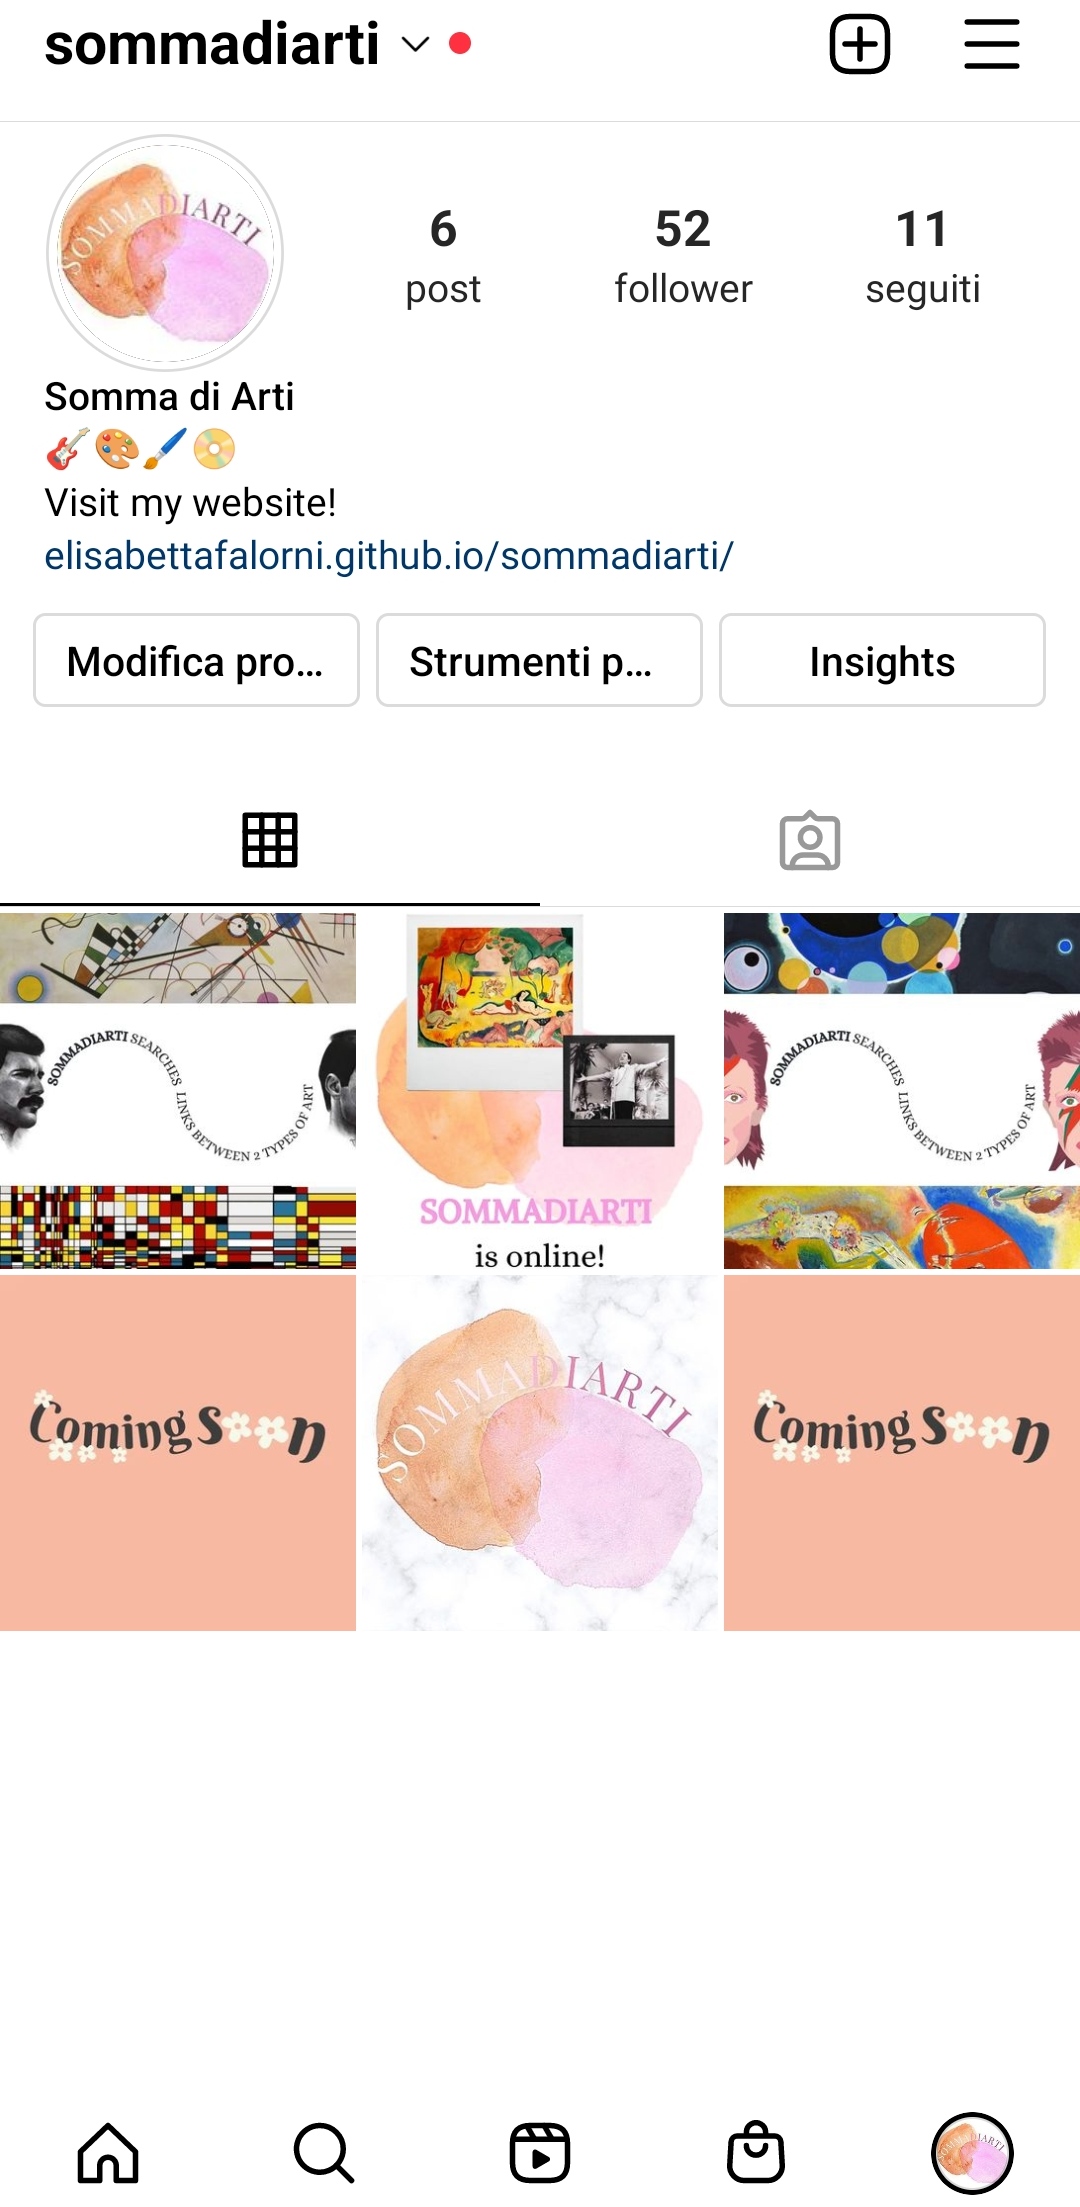 sommadiarti
SOMMADIARTI
6
post
52
follower
11
seguiti
Somma di Arti
Visit my website!
elisabettafalorni.github.io/sommadiarti/
Modifica pro...
Strumenti p...
Insights
SOMMADIARTI SEARCHES LINKS BETWEEN 2 TYPES OF ART
SOMMADIARTI
is online!
SOMMADIARTI SEARCHES LINKS BETWEEN 2 TYPES OF ART
Coming Soon
SOMMADIARTI
Coming Soon